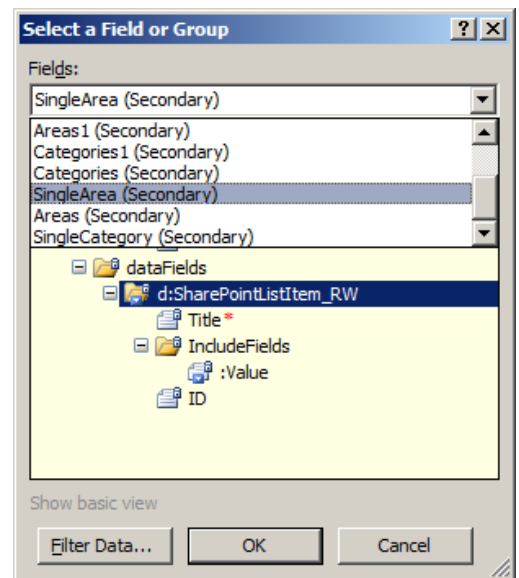 Select a Field or Group
Fields:
SingleArea (Secondary)
Areas1 (Secondary)
Categories1 (Secondary)
Categories (Secondary)
SingleArea (Secondary)
Areas (Secondary)
SingleCategory (Secondary)
dataFields
d:SharePointListItem_RW
Title*
IncludeFields
:Value
ID
Show basic view
Filter Data...
OK
Cancel